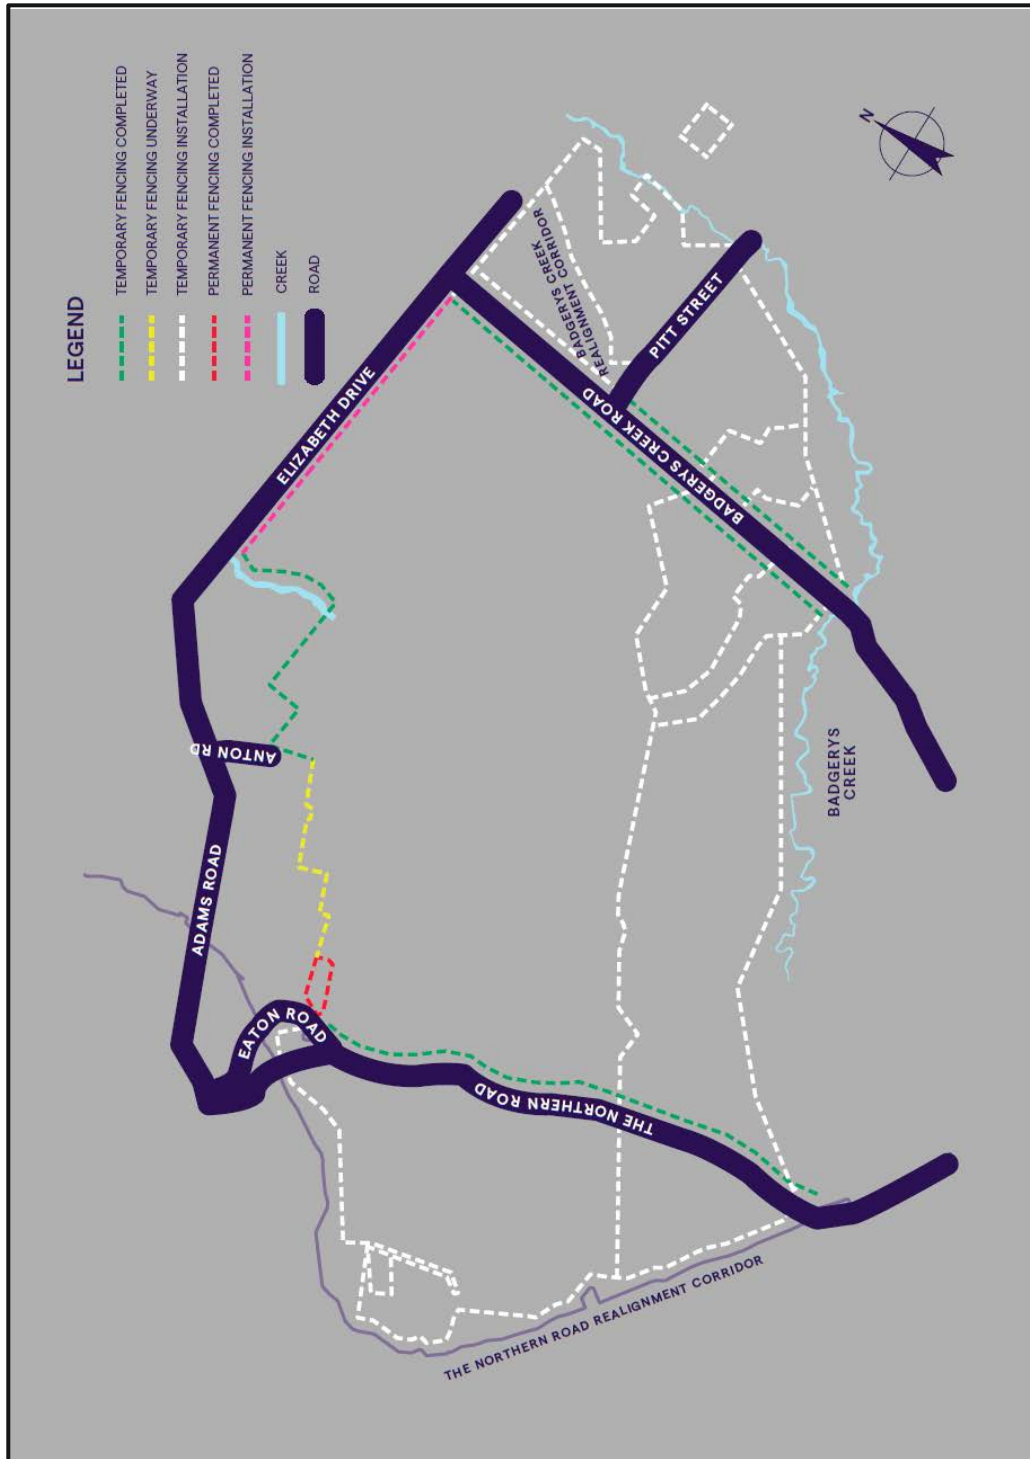 LEGEND
TEMPORARY FENCING COMPLETED
TEMPORARY FENCING UNDERWAY
TEMPORARY FENCING INSTALLATION
PERMANENT FENCING COMPLETED
PERMANENT FENCING INSTALLATION
CREEK
ROAD
N
ELIZABETH DRIVE
BADGERYS CREEK
REALIGNMENT CORRIDOR
PITT STREET
BADGERYS CREEK ROAD
ANTON RD
ADAMS ROAD
EATON ROAD
BADGERYS
CREEK
THE NORTHERN ROAD
THE NORTHERN ROAD REALIGNMENT CORRIDOR